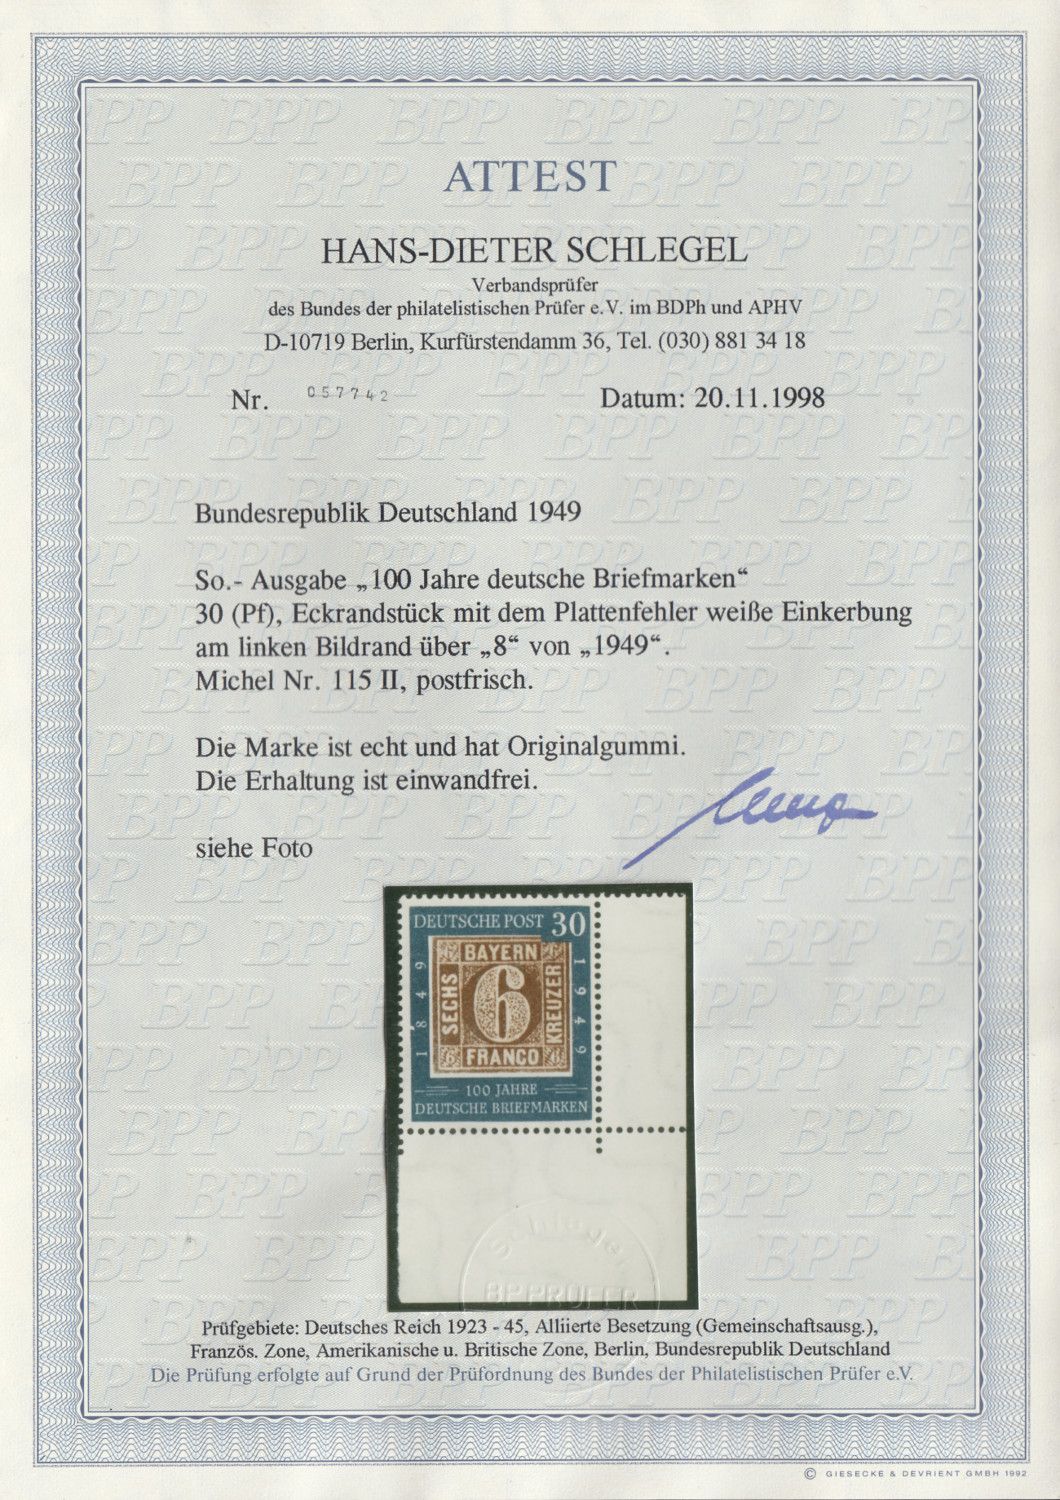 ATTEST
HANS-DIETER SCHLEGEL
Verbandsprüfer
des Bundes der philatelistischen Prüfer e.V. im BDPh und APHV
D-10719 Berlin, Kurfürstendamm 36, Tel. (030) 881 34 18
Nr. 057742 Datum: 20.11.1998
Bundesrepublik Deutschland 1949
So.- Ausgabe „100 Jahre deutsche Briefmarken“
30 (Pf), Eckrandstück mit dem Plattenfehler weiße Einkerbung
am linken Bildrand über „8“ von „1949“.
Michel Nr. 115 II, postfrisch.
Die Marke ist echt und hat Originalgummi.
Die Erhaltung ist einwandfrei.
siehe Foto
DEUTSCHE POST 30
1849
SECHS
BAYERN
6
FRANCO
KREUZER
1949
6 6
100 JAHRE
DEUTSCHE BRIEFMARKEN
BPP PRÜFER
Prüfgebiete: Deutsches Reich 1923 - 45, Alliierte Besetzung (Gemeinschaftsausg.),
Französ. Zone, Amerikanische u. Britische Zone, Berlin, Bundesrepublik Deutschland
Die Prüfung erfolgte auf Grund der Prüfordnung des Bundes der Philatelistischen Prüfer e.V.
© GIESECKE & DEVRIENT GMBH 1992